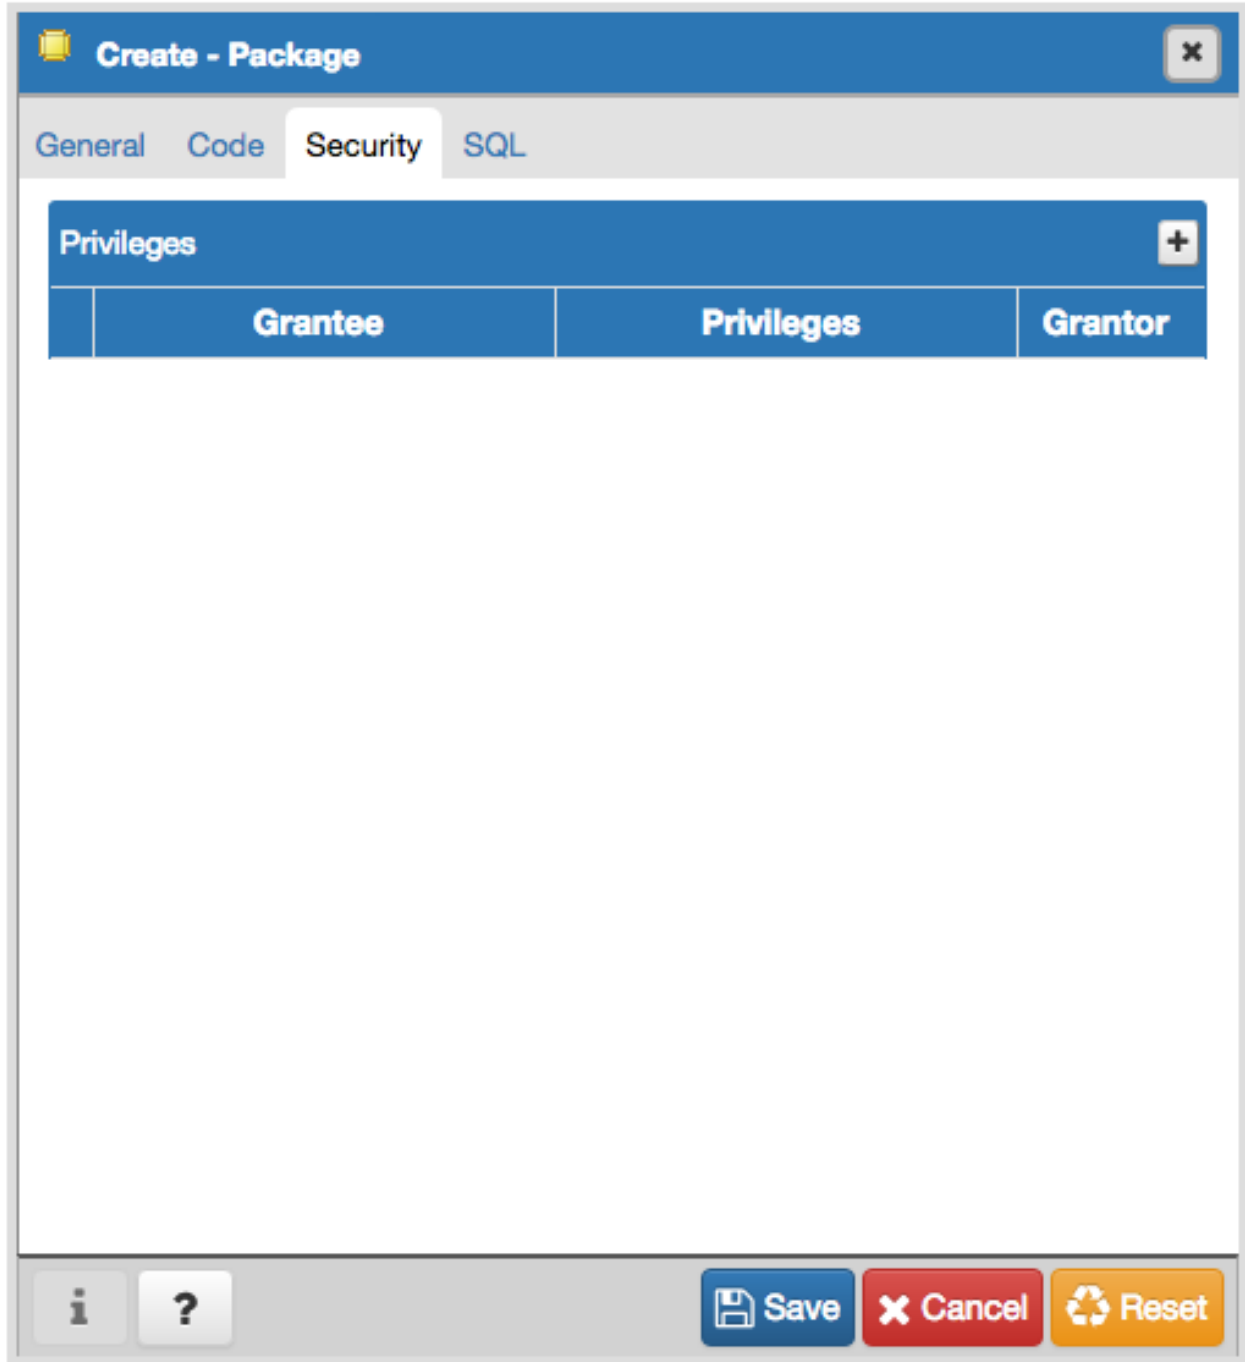 Create - Package
General Code Security SQL
Privileges
Grantee Privileges Grantor
i ? Save Cancel Reset